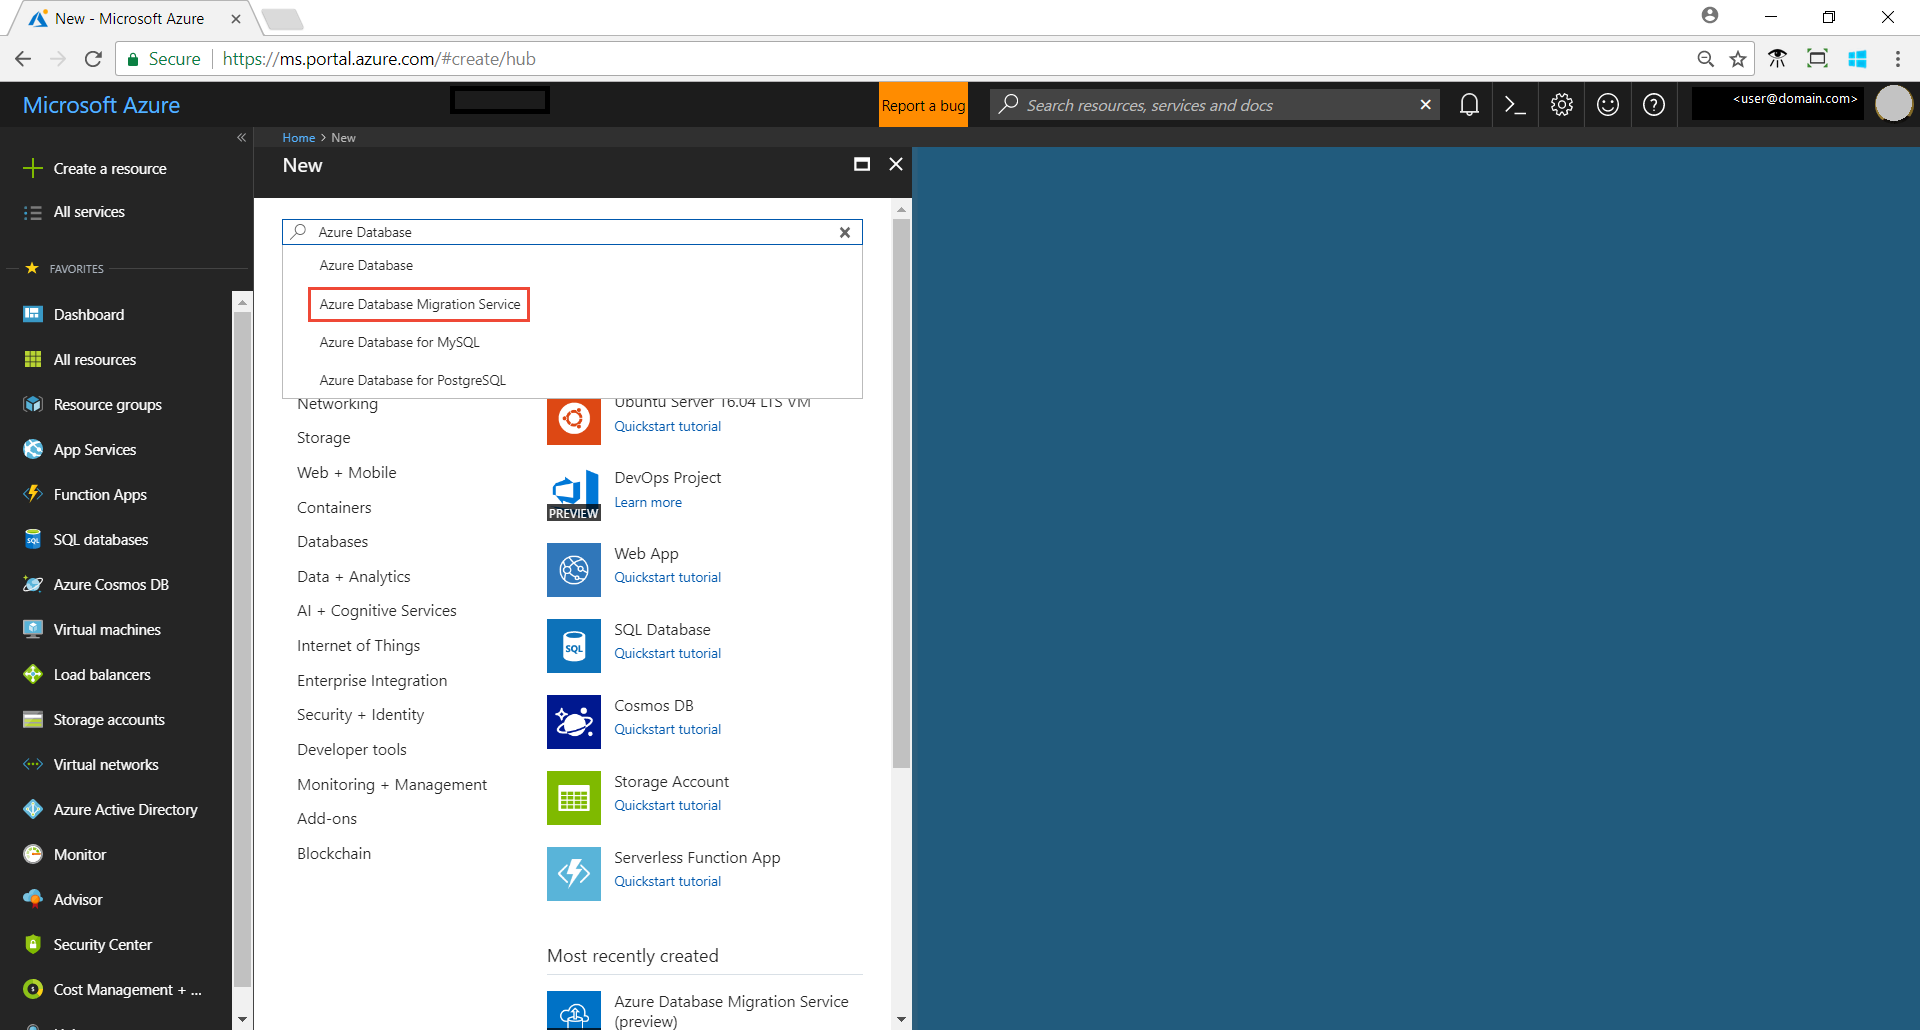 New - Microsoft Azure
Secure
https://ms.portal.azure.com/#create/hub
Microsoft Azure
Report a bug
Search resources, services and docs
<user@domain.com>
Create a resource
All services
FAVORITES
Dashboard
All resources
Resource groups
App Services
Function Apps
SQL databases
Azure Cosmos DB
Virtual machines
Load balancers
Storage accounts
Virtual networks
Azure Active Directory
Monitor
Advisor
Security Center
Cost Management + ...
Home > New
New
Azure Database
Azure Database
Azure Database Migration Service
Azure Database for MySQL
Azure Database for PostgreSQL
Networking
Storage
Web + Mobile
Containers
Databases
Data + Analytics
AI + Cognitive Services
Internet of Things
Enterprise Integration
Security + Identity
Developer tools
Monitoring + Management
Add-ons
Blockchain
Ubuntu Server 16.04 LTS VM
Quickstart tutorial
PREVIEW
DevOps Project
Learn more
Web App
Quickstart tutorial
SQL
SQL Database
Quickstart tutorial
Cosmos DB
Quickstart tutorial
Storage Account
Quickstart tutorial
Serverless Function App
Quickstart tutorial
Most recently created
Azure Database Migration Service
(preview)